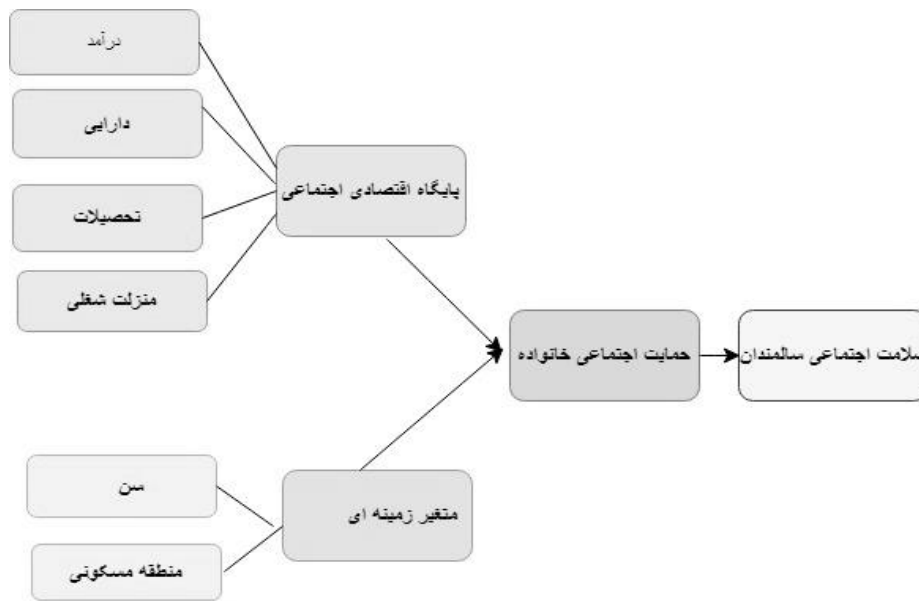 درآمد
دارایی
تحصیلات
منزلت شغلی
پایگاه اقتصادی اجتماعی
حمایت اجتماعی خانواده
سلامت اجتماعی سالمندان
سن
منطقه مسکونی
متغیر زمینه ای